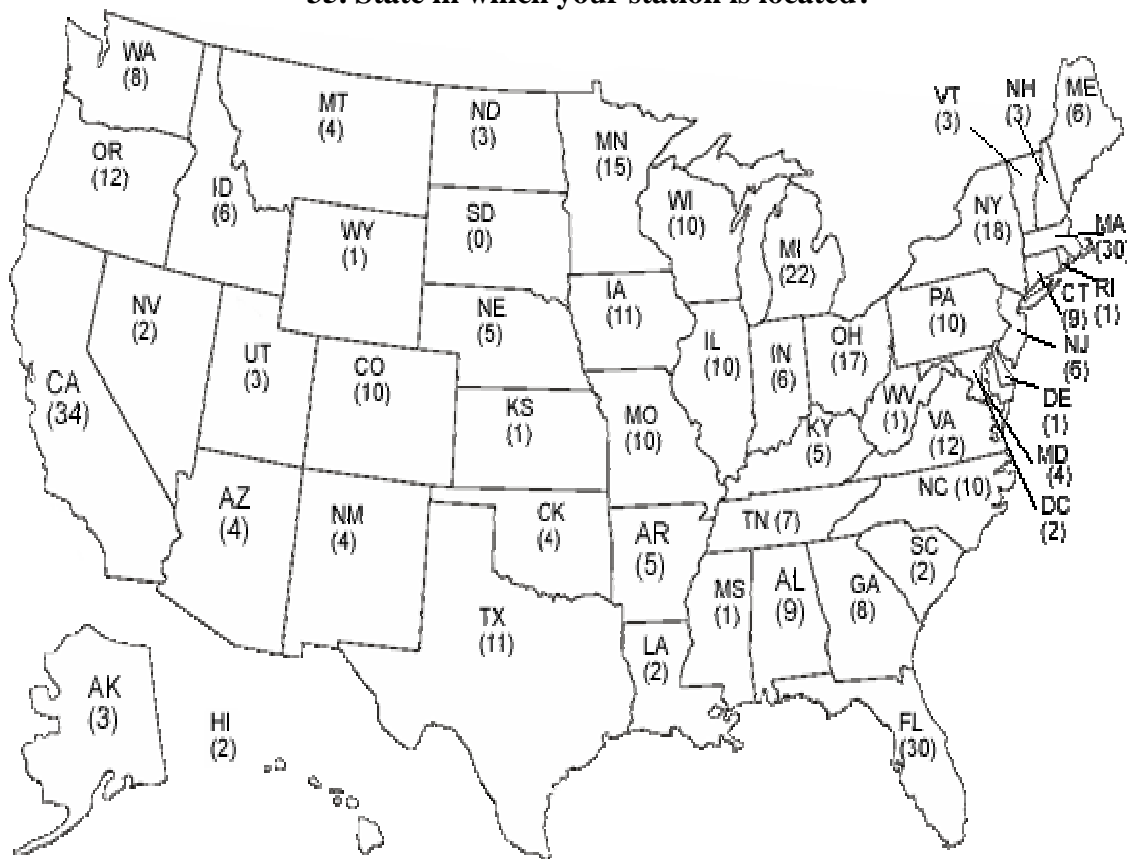 33. State in which your station is located?
WA
(8)
MT
(4)
ND
(3)
MN
(15)
VT
(3)
NH
(3)
ME
(6)
OR
(12)
ID
(6)
SD
(0)
WI
(10)
NY
(18)
MA
(30)
WY
(1)
MI
(22)
NV
(2)
NE
(5)
IA
(11)
PA
(10)
CT
(9)
RI
(1)
UT
(3)
CO
(10)
IL
(10)
IN
(6)
OH
(17)
NJ
(6)
CA
(34)
KS
(1)
MO
(10)
KY
(5)
WV
(1)
VA
(12)
DE
(1)
MD
(4)
DC
(2)
AZ
(4)
NM
(4)
CK
(4)
AR
(5)
TN (7)
NC (10)
SC
(2)
TX
(11)
LA
(2)
MS
(1)
AL
(9)
GA
(8)
AK
(3)
HI
(2)
FL
(30)